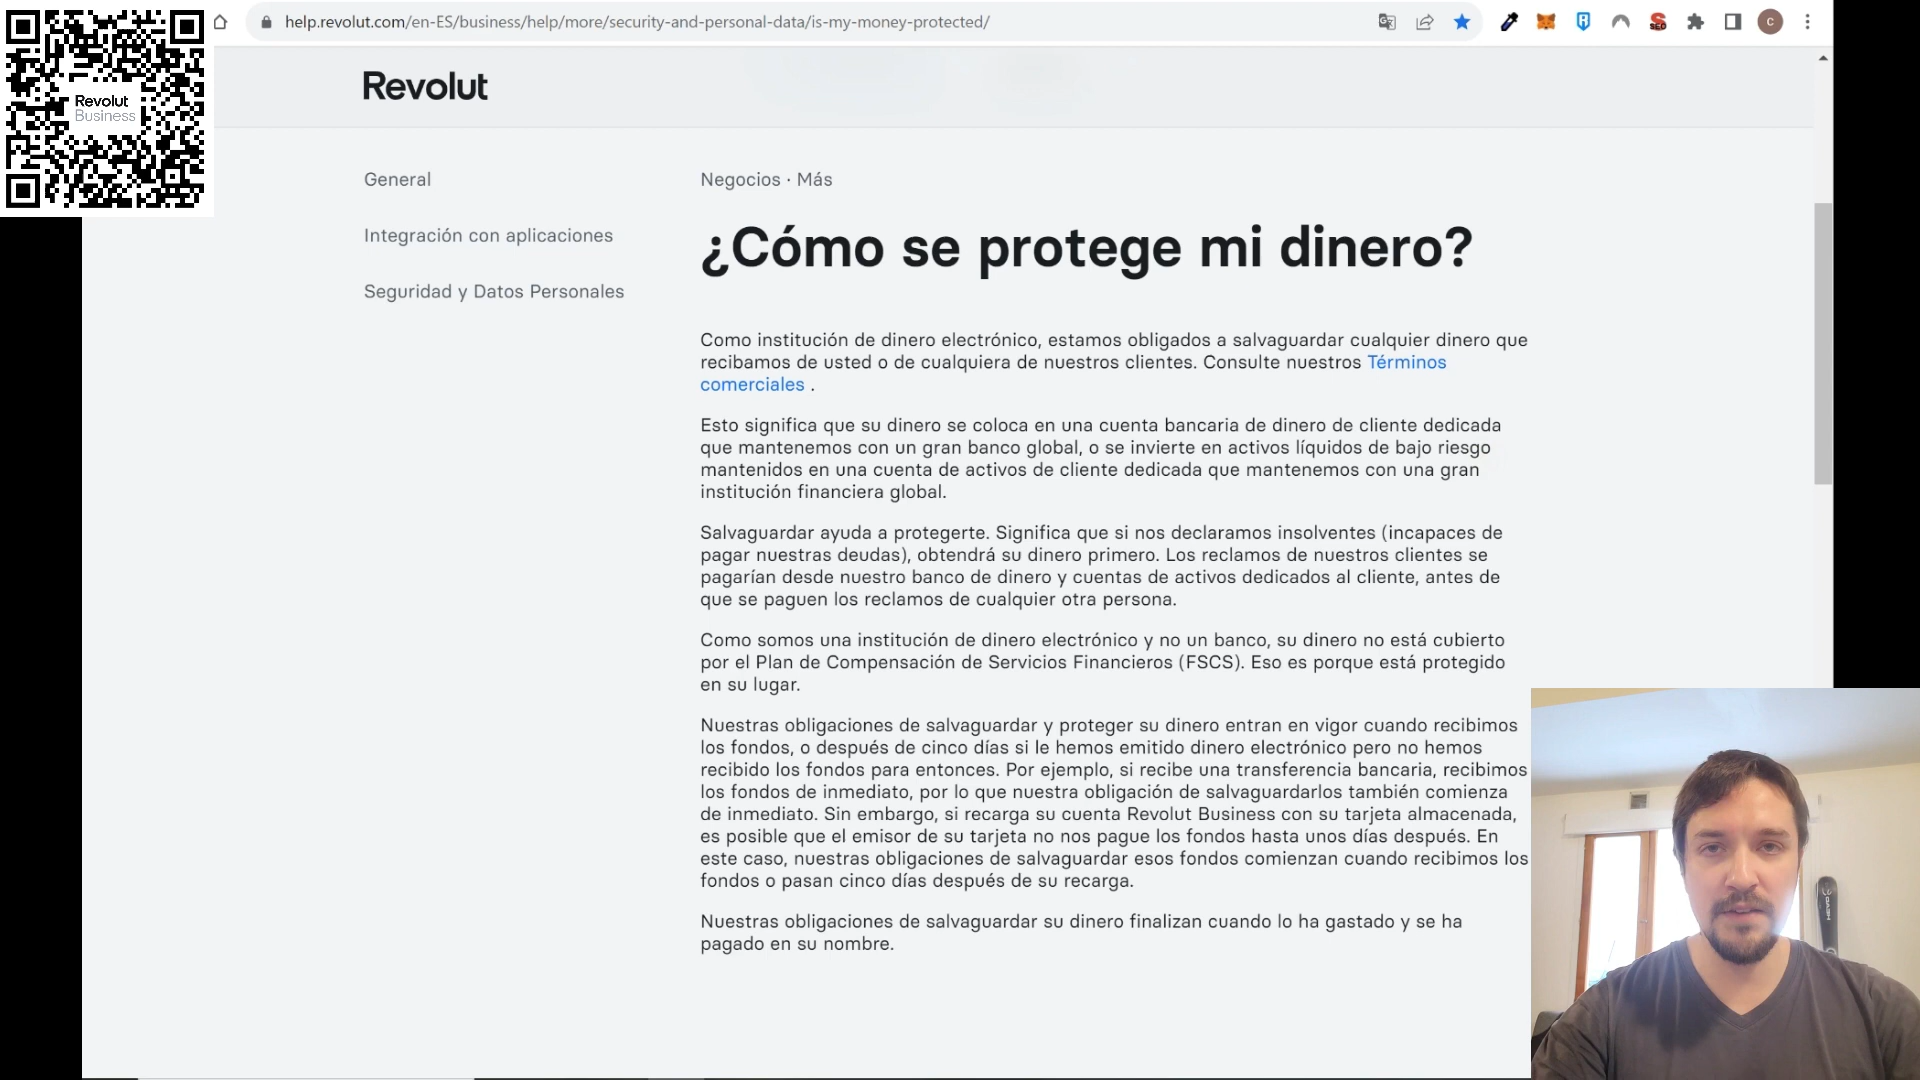 help.revolut.com/en-ES/business/help/more/security-and-personal-data/is-my-money-protected/
SEO
C
Revolut
Business
Revolut
General
Integración con aplicaciones
Seguridad y Datos Personales
Negocios · Más
¿Cómo se protege mi dinero?
Como institución de dinero electrónico, estamos obligados a salvaguardar cualquier dinero que
recibamos de usted o de cualquiera de nuestros clientes. Consulte nuestros Términos
comerciales .
Esto significa que su dinero se coloca en una cuenta bancaria de dinero de cliente dedicada
que mantenemos con un gran banco global, o se invierte en activos líquidos de bajo riesgo
mantenidos en una cuenta de activos de cliente dedicada que mantenemos con una gran
institución financiera global.
Salvaguardar ayuda a protegerte. Significa que si nos declaramos insolventes (incapaces de
pagar nuestras deudas), obtendrá su dinero primero. Los reclamos de nuestros clientes se
pagarían desde nuestro banco de dinero y cuentas de activos dedicados al cliente, antes de
que se paguen los reclamos de cualquier otra persona.
Como somos una institución de dinero electrónico y no un banco, su dinero no está cubierto
por el Plan de Compensación de Servicios Financieros (FSCS). Eso es porque está protegido
en su lugar.
Nuestras obligaciones de salvaguardar y proteger su dinero entran en vigor cuando recibimos
los fondos, o después de cinco días si le hemos emitido dinero electrónico pero no hemos
recibido los fondos para entonces. Por ejemplo, si recibe una transferencia bancaria, recibimos
los fondos de inmediato, por lo que nuestra obligación de salvaguardarlos también comienza
de inmediato. Sin embargo, si recarga su cuenta Revolut Business con su tarjeta almacenada,
es posible que el emisor de su tarjeta no nos pague los fondos hasta unos días después. En
este caso, nuestras obligaciones de salvaguardar esos fondos comienzan cuando recibimos los
fondos o pasan cinco días después de su recarga.
Nuestras obligaciones de salvaguardar su dinero finalizan cuando lo ha gastado y se ha
pagado en su nombre.